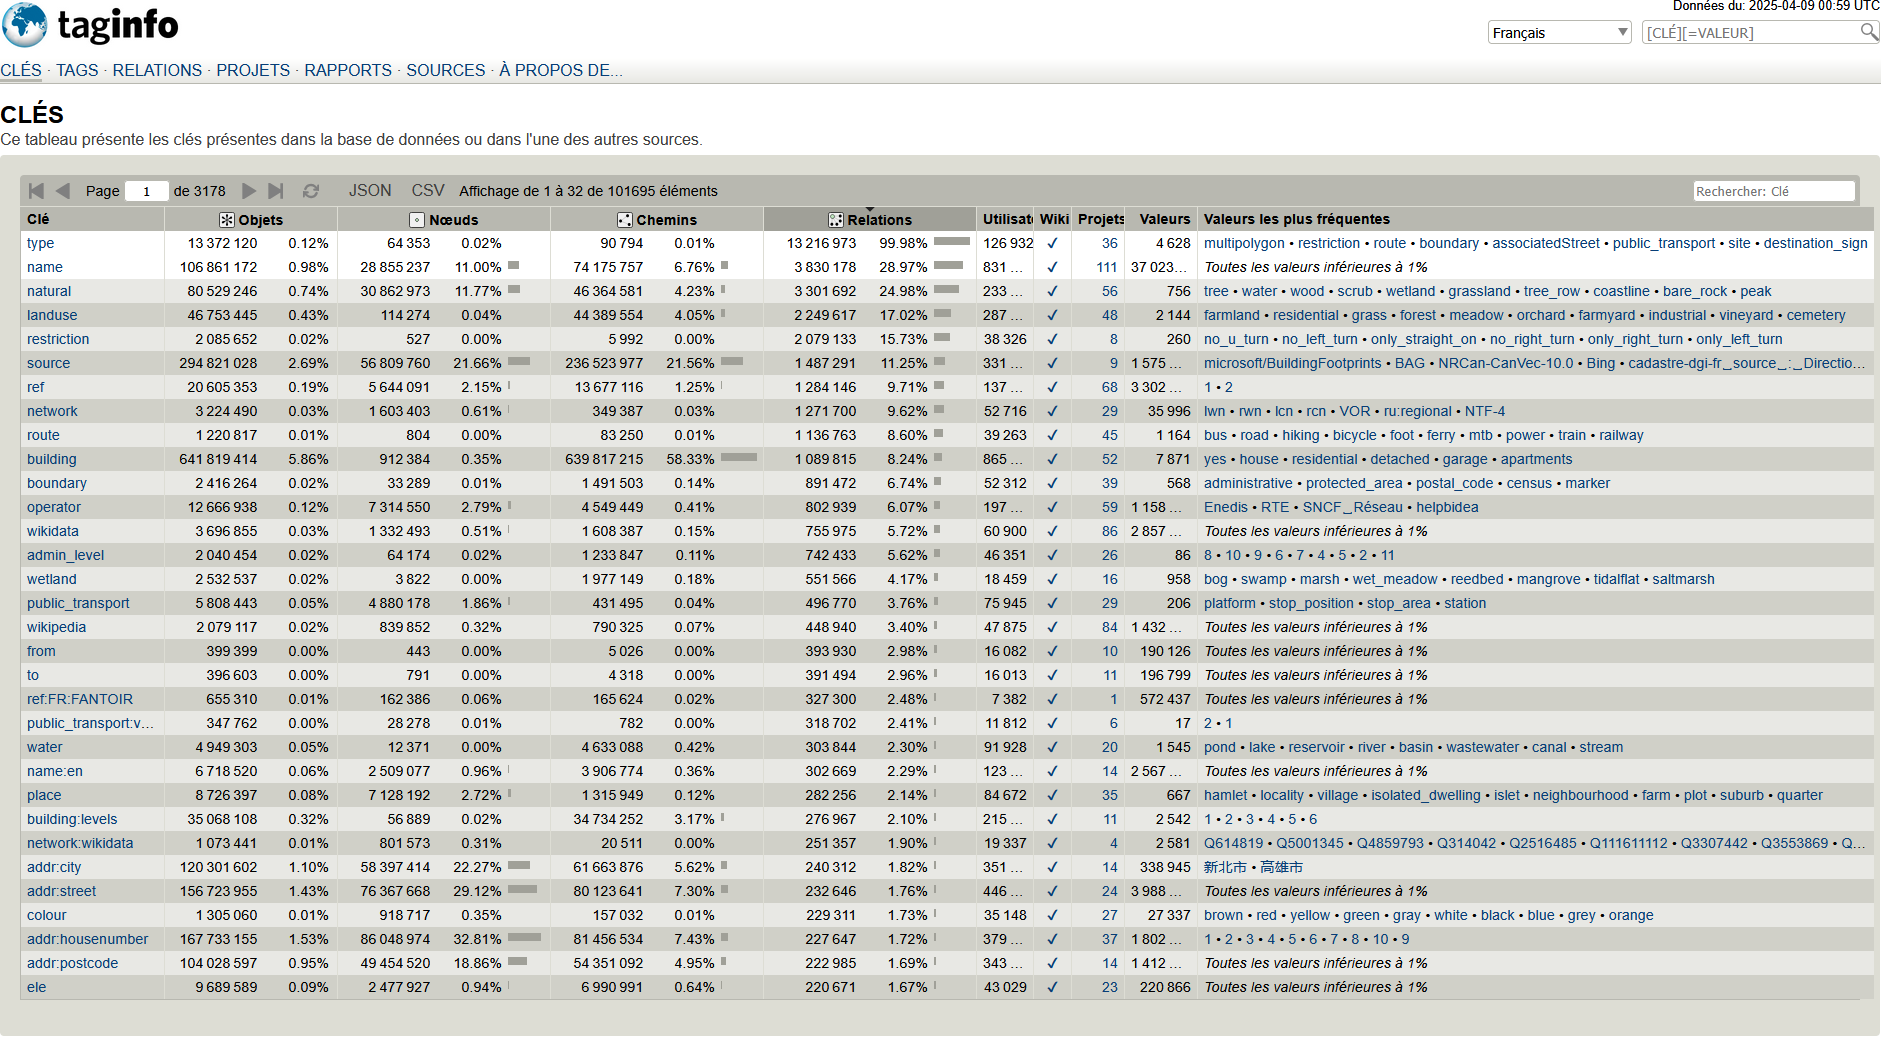 Données du: 2025-04-09 00:59 UTC
taginfo
Français
[CLÉ][=VALEUR]
CLÉS · TAGS · RELATIONS · PROJETS · RAPPORTS · SOURCES · À PROPOS DE...
CLÉS
Ce tableau présente les clés présentes dans la base de données ou dans l'une des autres sources.
Page 1 de 3178 JSON CSV Affichage de 1 à 32 de 101695 éléments Rechercher: Clé
Clé Objets Nœuds Chemins Relations Utilisate Wiki Projets Valeurs Valeurs les plus fréquentes
type 13 372 120 0.12% 64 353 0.02% 90 794 0.01% 13 216 973 99.98% 126 932 ✓ 36 4 628 multipolygon • restriction • route • boundary • associatedStreet • public_transport • site • destination_sign
name 106 861 172 0.98% 28 855 237 11.00% 74 175 757 6.76% 3 830 178 28.97% 831 ... ✓ 111 37 023... Toutes les valeurs inférieures à 1%
natural 80 529 246 0.74% 30 862 973 11.77% 46 364 581 4.23% 3 301 692 24.98% 233 ... ✓ 56 756 tree • water • wood • scrub • wetland • grassland • tree_row • coastline • bare_rock • peak
landuse 46 753 445 0.43% 114 274 0.04% 44 389 554 4.05% 2 249 617 17.02% 287 ... ✓ 48 2 144 farmland • residential • grass • forest • meadow • orchard • farmyard • industrial • vineyard • cemetery
restriction 2 085 652 0.02% 527 0.00% 5 992 0.00% 2 079 133 15.73% 38 326 ✓ 8 260 no_u_turn • no_left_turn • only_straight_on • no_right_turn • only_right_turn • only_left_turn
source 294 821 028 2.69% 56 809 760 21.66% 236 523 977 21.56% 1 487 291 11.25% 331 ... ✓ 9 1 575 ... microsoft/BuildingFootprints • BAG • NRCan-CanVec-10.0 • Bing • cadastre-dgi-fr␣source␣:␣Directio...
ref 20 605 353 0.19% 5 644 091 2.15% 13 677 116 1.25% 1 284 146 9.71% 137 ... ✓ 68 3 302 ... 1 • 2
network 3 224 490 0.03% 1 603 403 0.61% 349 387 0.03% 1 271 700 9.62% 52 716 ✓ 29 35 996 lwn • rwn • lcn • rcn • VOR • ru:regional • NTF-4
route 1 220 817 0.01% 804 0.00% 83 250 0.01% 1 136 763 8.60% 39 263 ✓ 45 1 164 bus • road • hiking • bicycle • foot • ferry • mtb • power • train • railway
building 641 819 414 5.86% 912 384 0.35% 639 817 215 58.33% 1 089 815 8.24% 865 ... ✓ 52 7 871 yes • house • residential • detached • garage • apartments
boundary 2 416 264 0.02% 33 289 0.01% 1 491 503 0.14% 891 472 6.74% 52 312 ✓ 39 568 administrative • protected_area • postal_code • census • marker
operator 12 666 938 0.12% 7 314 550 2.79% 4 549 449 0.41% 802 939 6.07% 197 ... ✓ 59 1 158 ... Enedis • RTE • SNCF␣Réseau • helpbidea
wikidata 3 696 855 0.03% 1 332 493 0.51% 1 608 387 0.15% 755 975 5.72% 60 900 ✓ 86 2 857 ... Toutes les valeurs inférieures à 1%
admin_level 2 040 454 0.02% 64 174 0.02% 1 233 847 0.11% 742 433 5.62% 46 351 ✓ 26 86 8 • 10 • 9 • 6 • 7 • 4 • 5 • 2 • 11
wetland 2 532 537 0.02% 3 822 0.00% 1 977 149 0.18% 551 566 4.17% 18 459 ✓ 16 958 bog • swamp • marsh • wet_meadow • reedbed • mangrove • tidalflat • saltmarsh
public_transport 5 808 443 0.05% 4 880 178 1.86% 431 495 0.04% 496 770 3.76% 75 945 ✓ 29 206 platform • stop_position • stop_area • station
wikipedia 2 079 117 0.02% 839 852 0.32% 790 325 0.07% 448 940 3.40% 47 875 ✓ 84 1 432 ... Toutes les valeurs inférieures à 1%
from 399 399 0.00% 443 0.00% 5 026 0.00% 393 930 2.98% 16 082 ✓ 10 190 126 Toutes les valeurs inférieures à 1%
to 396 603 0.00% 791 0.00% 4 318 0.00% 391 494 2.96% 16 013 ✓ 11 196 799 Toutes les valeurs inférieures à 1%
ref:FR:FANTOIR 655 310 0.01% 162 386 0.06% 165 624 0.02% 327 300 2.48% 7 382 ✓ 1 572 437 Toutes les valeurs inférieures à 1%
public_transport:v... 347 762 0.00% 28 278 0.01% 782 0.00% 318 702 2.41% 11 812 ✓ 6 17 2 • 1
water 4 949 303 0.05% 12 371 0.00% 4 633 088 0.42% 303 844 2.30% 91 928 ✓ 20 1 545 pond • lake • reservoir • river • basin • wastewater • canal • stream
name:en 6 718 520 0.06% 2 509 077 0.96% 3 906 774 0.36% 302 669 2.29% 123 ... ✓ 14 2 567 ... Toutes les valeurs inférieures à 1%
place 8 726 397 0.08% 7 128 192 2.72% 1 315 949 0.12% 282 256 2.14% 84 672 ✓ 35 667 hamlet • locality • village • isolated_dwelling • islet • neighbourhood • farm • plot • suburb • quarter
building:levels 35 068 108 0.32% 56 889 0.02% 34 734 252 3.17% 276 967 2.10% 215 ... ✓ 11 2 542 1 • 2 • 3 • 4 • 5 • 6
network:wikidata 1 073 441 0.01% 801 573 0.31% 20 511 0.00% 251 357 1.90% 19 337 ✓ 4 2 581 Q614819 • Q5001345 • Q4859793 • Q314042 • Q2516485 • Q111611112 • Q3307442 • Q3553869 • Q...
addr:city 120 301 602 1.10% 58 397 414 22.27% 61 663 876 5.62% 240 312 1.82% 351 ... ✓ 14 338 945 新北市 • 高雄市
addr:street 156 723 955 1.43% 76 367 668 29.12% 80 123 641 7.30% 232 646 1.76% 446 ... ✓ 24 3 988 ... Toutes les valeurs inférieures à 1%
colour 1 305 060 0.01% 918 717 0.35% 157 032 0.01% 229 311 1.73% 35 148 ✓ 27 27 337 brown • red • yellow • green • gray • white • black • blue • grey • orange
addr:housenumber 167 733 155 1.53% 86 048 974 32.81% 81 456 534 7.43% 227 647 1.72% 379 ... ✓ 37 1 802 ... 1 • 2 • 3 • 4 • 5 • 6 • 7 • 8 • 10 • 9
addr:postcode 104 028 597 0.95% 49 454 520 18.86% 54 351 092 4.95% 222 985 1.69% 343 ... ✓ 14 1 412 ... Toutes les valeurs inférieures à 1%
ele 9 689 589 0.09% 2 477 927 0.94% 6 990 991 0.64% 220 671 1.67% 43 029 ✓ 23 220 866 Toutes les valeurs inférieures à 1%